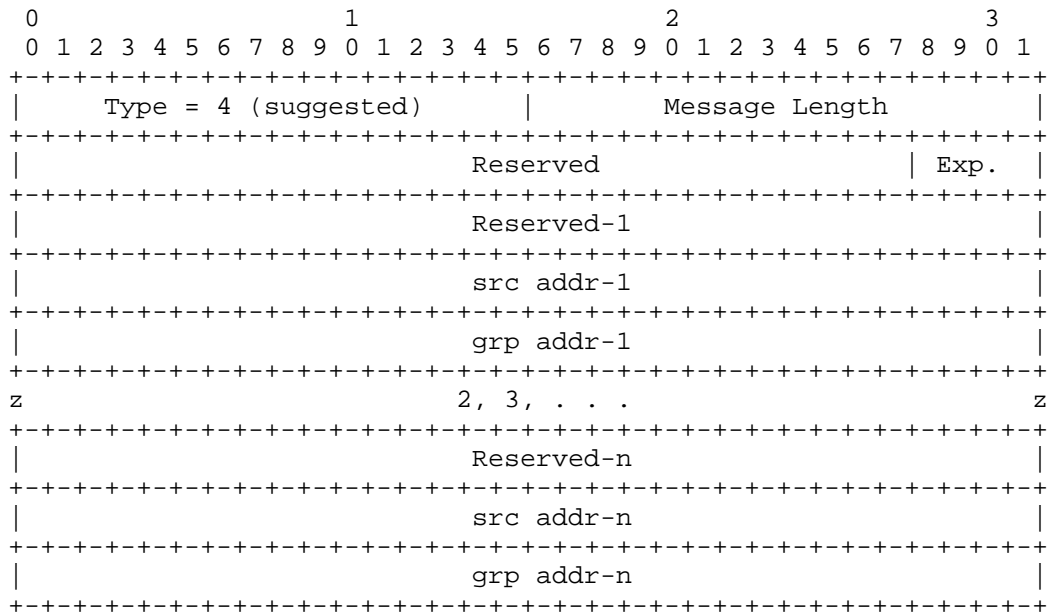 0                   1                   2                   3
 0 1 2 3 4 5 6 7 8 9 0 1 2 3 4 5 6 7 8 9 0 1 2 3 4 5 6 7 8 9 0 1
+-+-+-+-+-+-+-+-+-+-+-+-+-+-+-+-+-+-+-+-+-+-+-+-+-+-+-+-+-+-+-+-+
|     Type = 4 (suggested)      |        Message Length         |
+-+-+-+-+-+-+-+-+-+-+-+-+-+-+-+-+-+-+-+-+-+-+-+-+-+-+-+-+-+-+-+-+
|                            Reserved                   | Exp.  |
+-+-+-+-+-+-+-+-+-+-+-+-+-+-+-+-+-+-+-+-+-+-+-+-+-+-+-+-+-+-+-+-+
|                            Reserved-1                         |
+-+-+-+-+-+-+-+-+-+-+-+-+-+-+-+-+-+-+-+-+-+-+-+-+-+-+-+-+-+-+-+-+
|                            src addr-1                         |
+-+-+-+-+-+-+-+-+-+-+-+-+-+-+-+-+-+-+-+-+-+-+-+-+-+-+-+-+-+-+-+-+
|                            grp addr-1                         |
+-+-+-+-+-+-+-+-+-+-+-+-+-+-+-+-+-+-+-+-+-+-+-+-+-+-+-+-+-+-+-+-+
z                           2, 3, . . .                         z
+-+-+-+-+-+-+-+-+-+-+-+-+-+-+-+-+-+-+-+-+-+-+-+-+-+-+-+-+-+-+-+-+
|                            Reserved-n                         |
+-+-+-+-+-+-+-+-+-+-+-+-+-+-+-+-+-+-+-+-+-+-+-+-+-+-+-+-+-+-+-+-+
|                            src addr-n                         |
+-+-+-+-+-+-+-+-+-+-+-+-+-+-+-+-+-+-+-+-+-+-+-+-+-+-+-+-+-+-+-+-+
|                            grp addr-n                         |
+-+-+-+-+-+-+-+-+-+-+-+-+-+-+-+-+-+-+-+-+-+-+-+-+-+-+-+-+-+-+-+-+